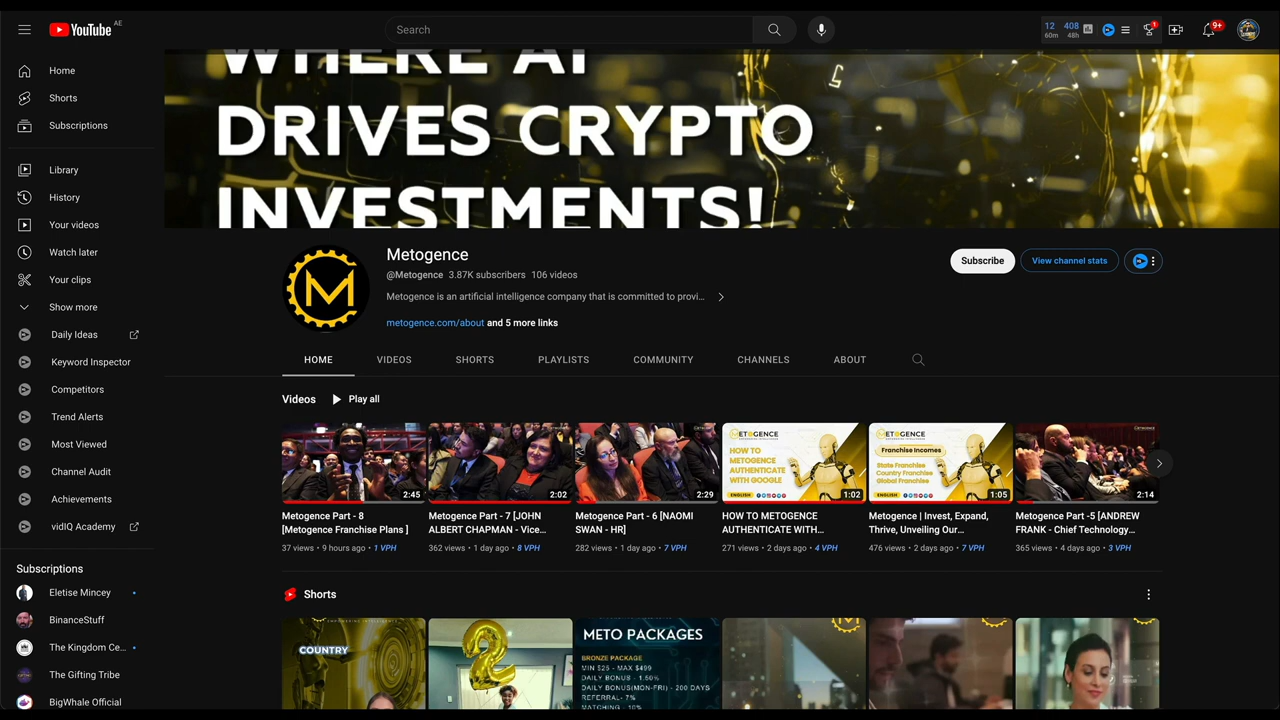 YouTube AE
Search
12 408
60m 48h
1
9+
Home
Shorts
Subscriptions
Library
History
Your videos
Watch later
Your clips
Show more
Daily Ideas
Keyword Inspector
Competitors
Trend Alerts
Most Viewed
Channel Audit
Achievements
vidIQ Academy
Subscriptions
Eletise Mincey
BinanceStuff
The Kingdom Ce...
The Gifting Tribe
BigWhale Official
WHERE AI
DRIVES CRYPTO
INVESTMENTS!
M
Metogence
@Metogence 3.87K subscribers 106 videos
Metogence is an artificial intelligence company that is committed to provi...
metogence.com/about and 5 more links
Subscribe
View channel stats
HOME VIDEOS SHORTS PLAYLISTS COMMUNITY CHANNELS ABOUT
Videos Play all
2:45
Metogence Part - 8
[Metogence Franchise Plans ]
37 views • 9 hours ago • 1 VPH
2:02
Metogence Part - 7 [JOHN
ALBERT CHAPMAN - Vice...
362 views • 1 day ago • 8 VPH
2:29
Metogence Part - 6 [NAOMI
SWAN - HR]
282 views • 1 day ago • 7 VPH
METOGENCE
HOW TO
METOGENCE
AUTHENTICATE
WITH GOOGLE
ENGLISH
1:02
HOW TO METOGENCE
AUTHENTICATE WITH...
271 views • 2 days ago • 4 VPH
METOGENCE
Franchise Incomes
State Franchise
Country Franchise
Global Franchise
ENGLISH
1:05
Metogence | Invest, Expand,
Thrive, Unveiling Our...
476 views • 2 days ago • 7 VPH
2:14
Metogence Part -5 [ANDREW
FRANK - Chief Technology...
365 views • 4 days ago • 3 VPH
Shorts
COUNTRY
2
METO PACKAGES
BRONZE PACKAGE
MIN $25 - MAX $499
DAILY BONUS - 1.50%
DAILY BONUS(MON-FRI) - 200 DAYS
REFERRAL- 7%
MATCHING - 10%